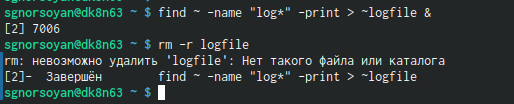 sgnorsoyan@dk8n63 ~ $ find ~ -name "log*" -print > ~logfile &
[2] 7006
sgnorsoyan@dk8n63 ~ $ rm -r logfile
rm: невозможно удалить 'logfile': Нет такого файла или каталога
[2]-  Завершён        find ~ -name "log*" -print > ~logfile
sgnorsoyan@dk8n63 ~ $